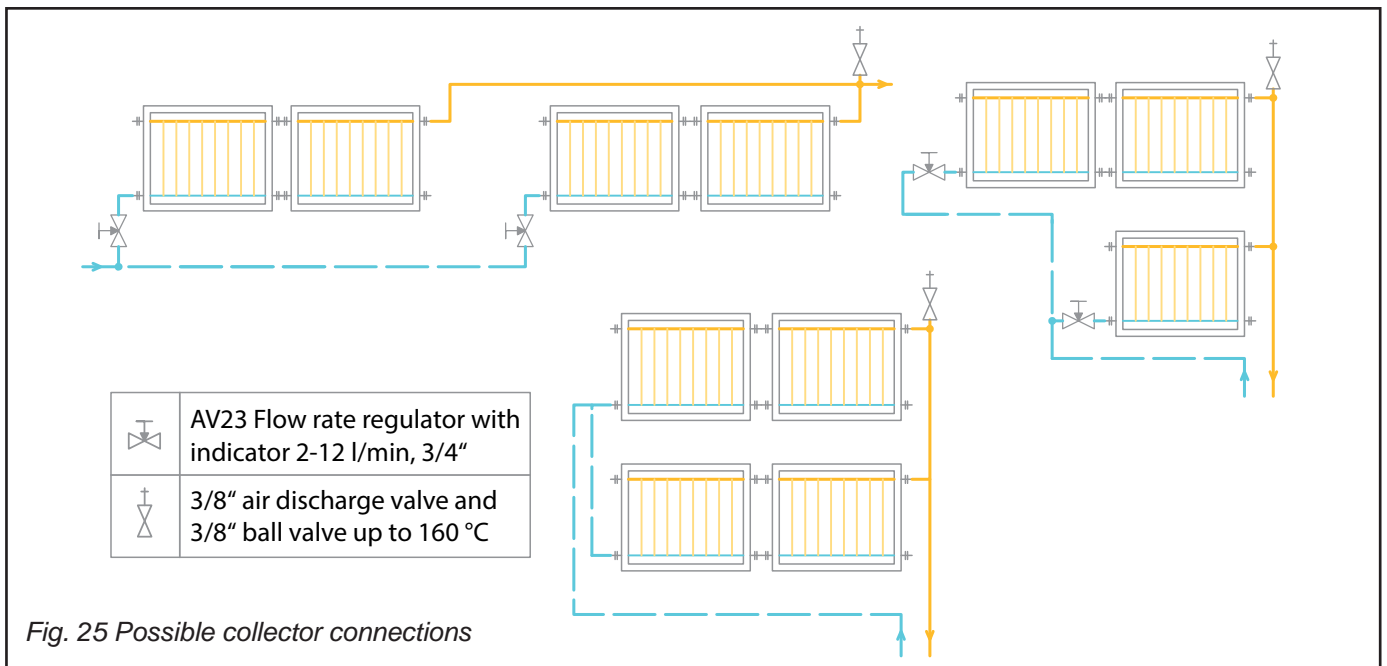 AV23 Flow rate regulator with
indicator 2-12 l/min, 3/4“
3/8“ air discharge valve and
3/8“ ball valve up to 160 °C
Fig. 25 Possible collector connections